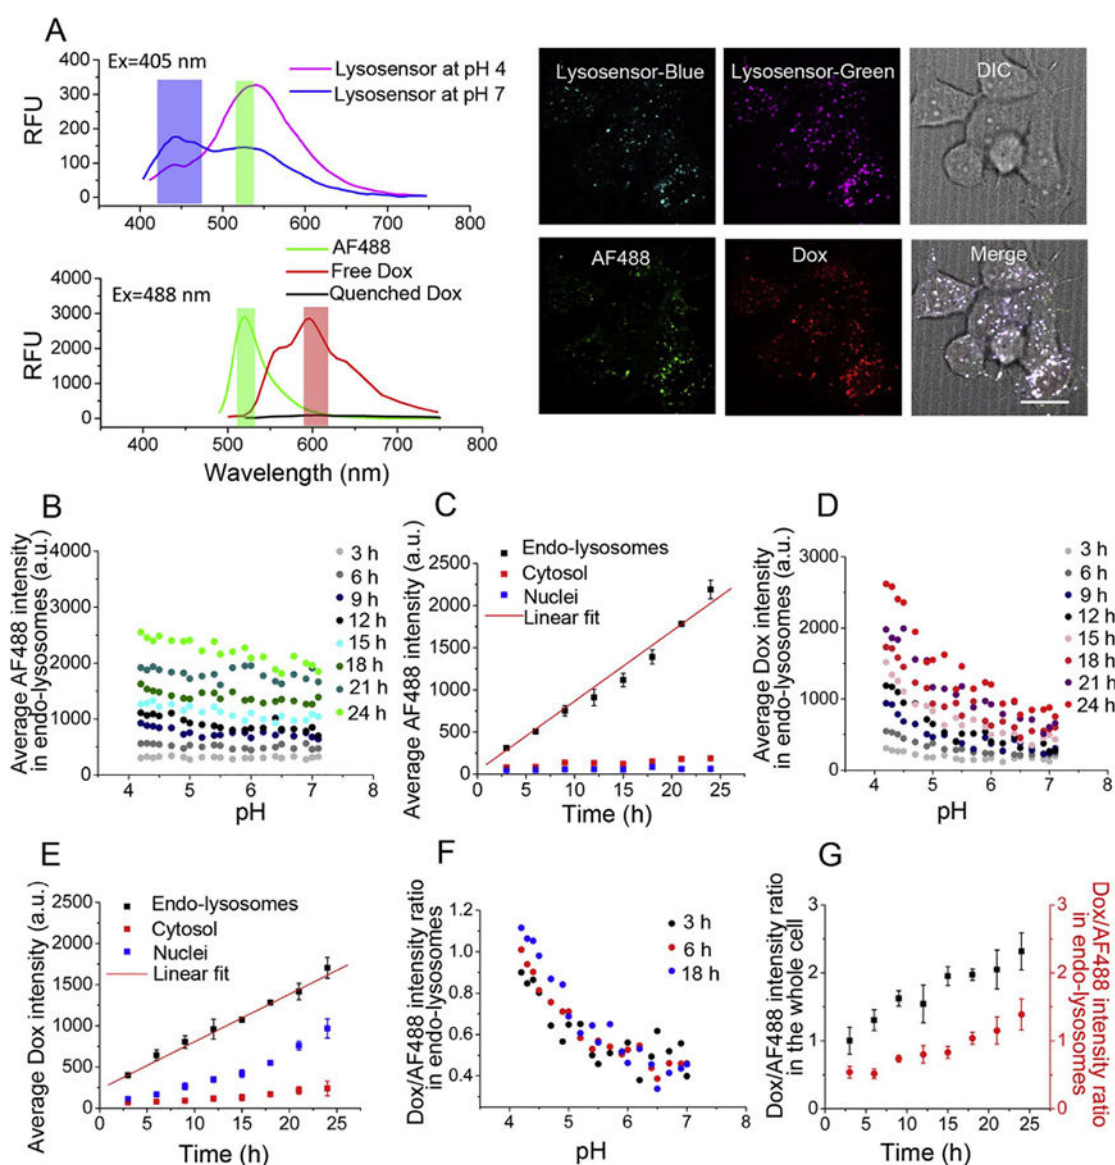 A
Ex=405 nm
Lysosensor at pH 4
Lysosensor at pH 7
RFU
400
300
200
100
0
300 400 500 600 700 800
AF488
Free Dox
Quenched Dox
Ex=488 nm
RFU
4000
3000
2000
1000
0
300 400 500 600 700 800
Wavelength (nm)
Lysosensor-Blue
Lysosensor-Green
DIC
AF488
Dox
Merge
B
Average AF488 intensity
in endo-lysosomes (a.u.)
4000
3000
2000
1000
0
3 h
6 h
9 h
12 h
15 h
18 h
21 h
24 h
4 5 6 7 8
pH
C
Average AF488 intensity (a.u.)
2500
2000
1500
1000
500
0
Endo-lysosomes
Cytosol
Nuclei
Linear fit
0 5 10 15 20 25
Time (h)
D
Average Dox intensity
in endo-lysosomes (a.u.)
3000
2000
1000
0
3 h
6 h
9 h
12 h
15 h
18 h
21 h
24 h
4 5 6 7 8
pH
E
Average Dox intensity (a.u.)
2500
2000
1500
1000
500
0
Endo-lysosomes
Cytosol
Nuclei
Linear fit
0 5 10 15 20 25
Time (h)
F
Dox/AF488 intensity ratio
in endo-lysosomes
1.2
1.0
0.8
0.6
0.4
3 h
6 h
18 h
4 5 6 7 8
pH
G
Dox/AF488 intensity ratio
in the whole cell
3
2
1
0
0 5 10 15 20 25
Time (h)
3
2
1
0
Dox/AF488 intensity ratio
in endo-lysosomes